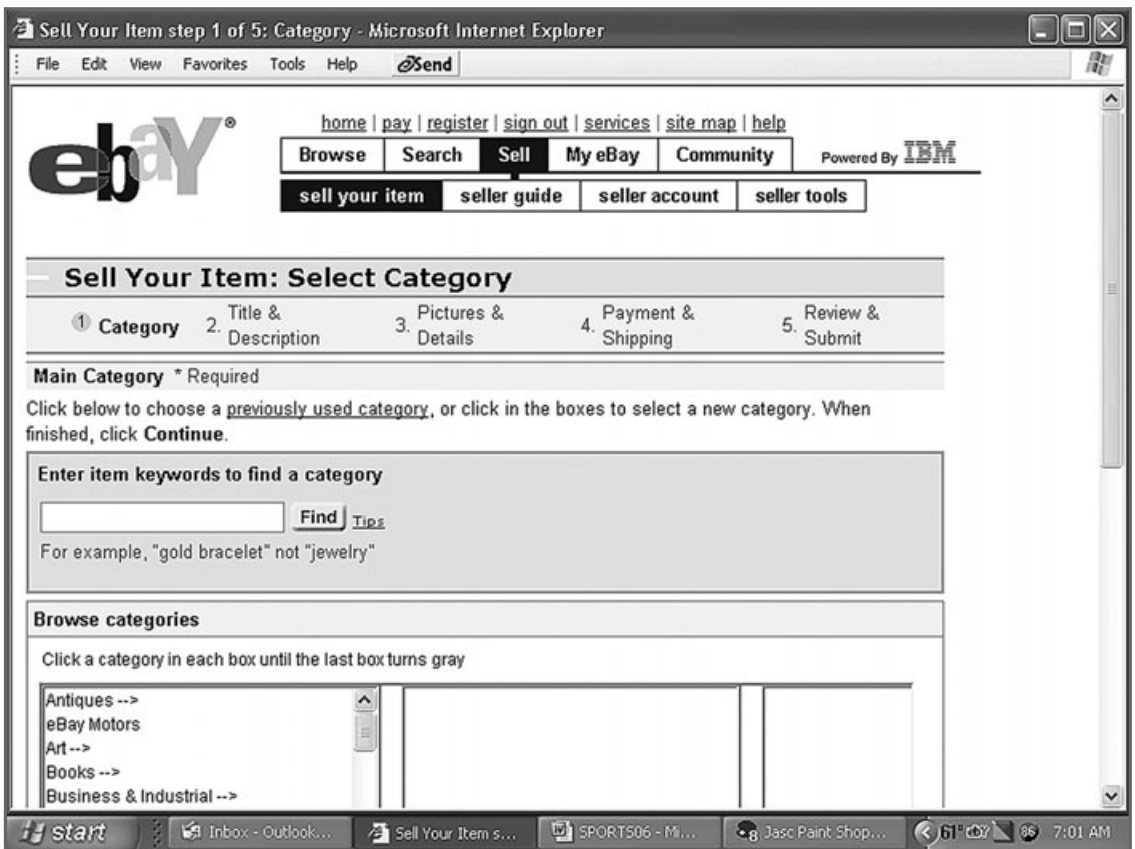 Sell Your Item step 1 of 5: Category - Microsoft Internet Explorer
File Edit View Favorites Tools Help Send
ebay®
home | pay | register | sign out | services | site map | help
Browse Search Sell My eBay Community Powered By IBM
sell your item seller guide seller account seller tools
Sell Your Item: Select Category
1 Category 2. Title & Description 3. Pictures & Details 4. Payment & Shipping 5. Review & Submit
Main Category * Required
Click below to choose a previously used category, or click in the boxes to select a new category. When
finished, click Continue.
Enter item keywords to find a category
Find Tips
For example, "gold bracelet" not "jewelry"
Browse categories
Click a category in each box until the last box turns gray
Antiques -->
eBay Motors
Art -->
Books -->
Business & Industrial -->
start Inbox - Outlook... Sell Your Item s... SPORTS06 - Mi... Jasc Paint Shop... 61° 86 7:01 AM